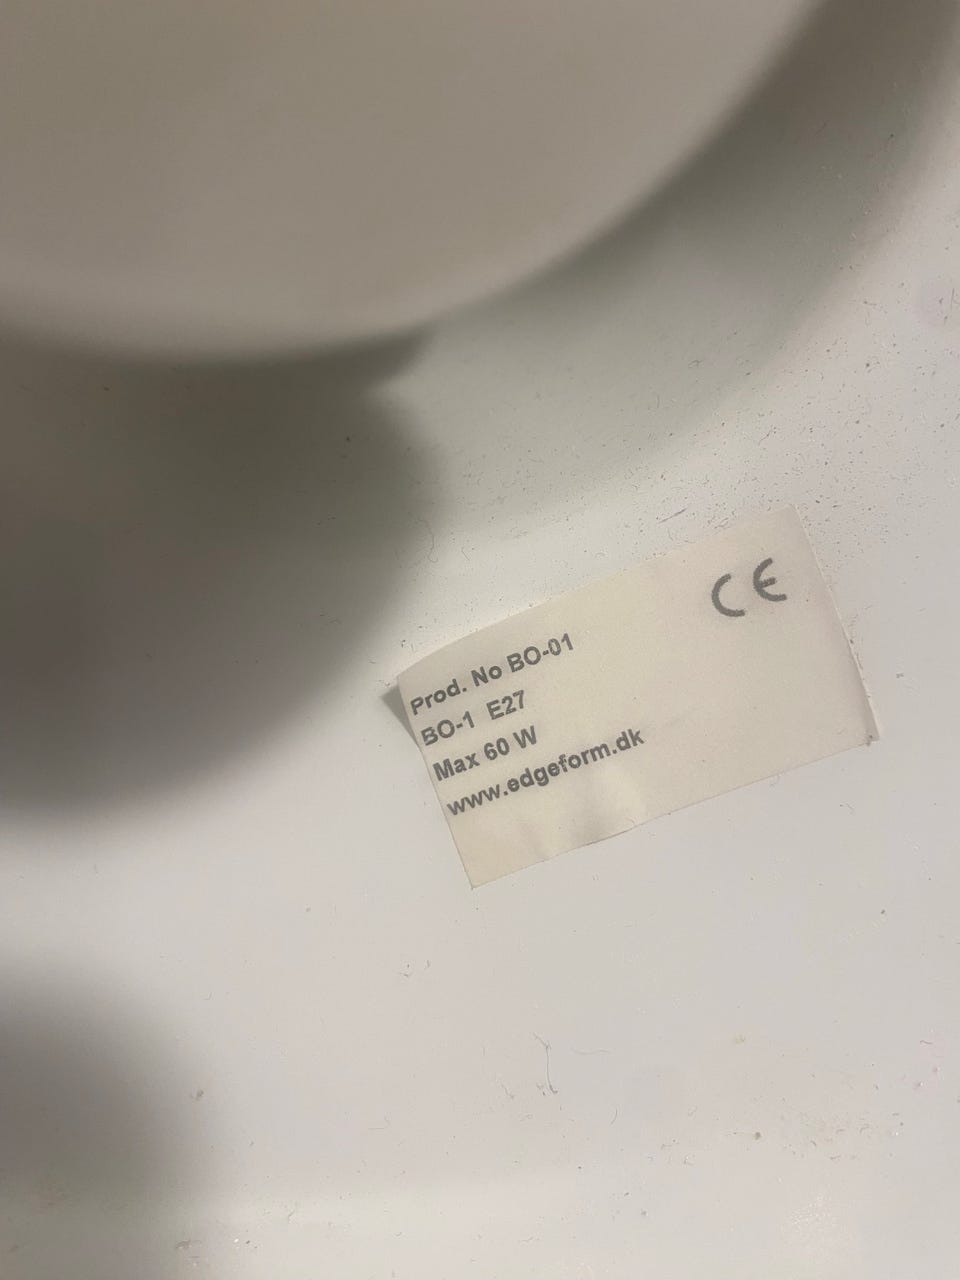 CE
Prod. No BO-01
BO-1 E27
Max 60 W
www.edgeform.dk